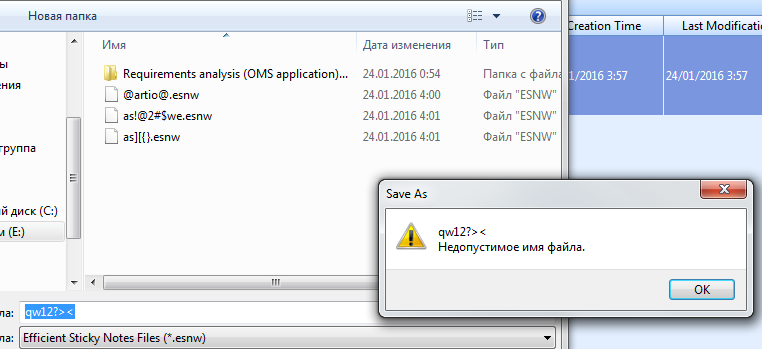 Новая папка
Creation Time Last Modificatio
Имя Дата изменения Тип
Requirements analysis (OMS application)... 24.01.2016 0:54 Папка с файла
@artio@.esnw 24.01.2016 4:00 Файл "ESNW"
as!@2#$we.esnw 24.01.2016 4:01 Файл "ESNW"
as][{}.esnw 24.01.2016 4:01 Файл "ESNW"
1/2016 3:57 24/01/2016 3:57
ы
ения
группа
й диск (C:)
м (E:)
Save As
qw12?><
Недопустимое имя файла.
OK
ла: qw12?><
ла: Efficient Sticky Notes Files (*.esnw)